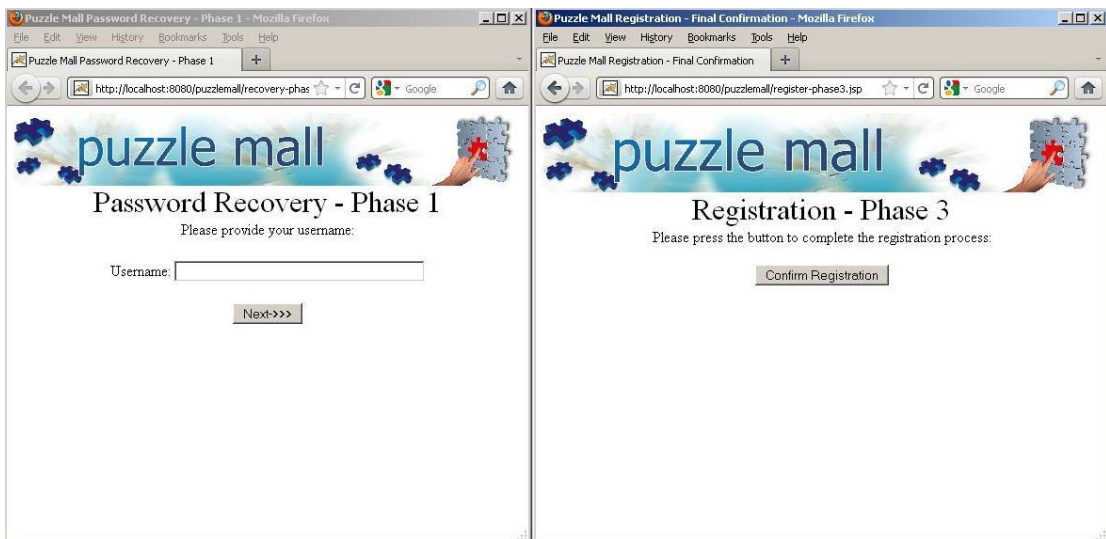 Puzzle Mall Password Recovery - Phase 1 - Mozilla Firefox
File Edit View History Bookmarks Tools Help
Puzzle Mall Password Recovery - Phase 1 +
http://localhost:8080/puzzlemall/recovery-phas Google
puzzle mall
Password Recovery - Phase 1
Please provide your username:
Username:
Next->>>
Puzzle Mall Registration - Final Confirmation - Mozilla Firefox
File Edit View History Bookmarks Tools Help
Puzzle Mall Registration - Final Confirmation +
http://localhost:8080/puzzlemall/register-phase3.jsp Google
puzzle mall
Registration - Phase 3
Please press the button to complete the registration process:
Confirm Registration